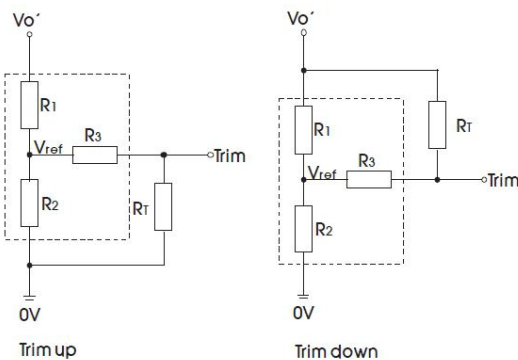 Vo´
R1
Vref
R3
Trim
R2
RT
0V
Trim up
Vo´
R1
RT
Vref
R3
Trim
R2
0V
Trim down